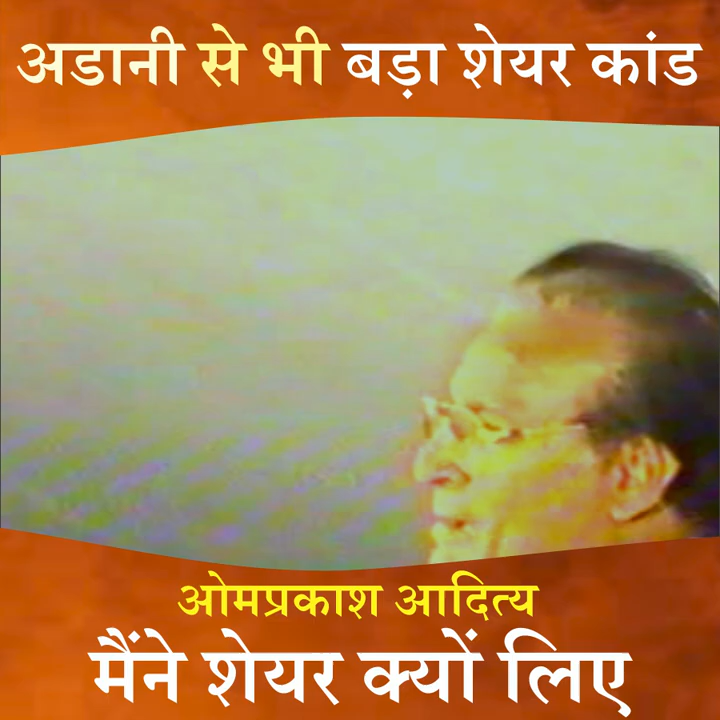 अडानी से भी बड़ा शेयर कांड
ओमप्रकाश आदित्य
मैंने शेयर क्यों लिए